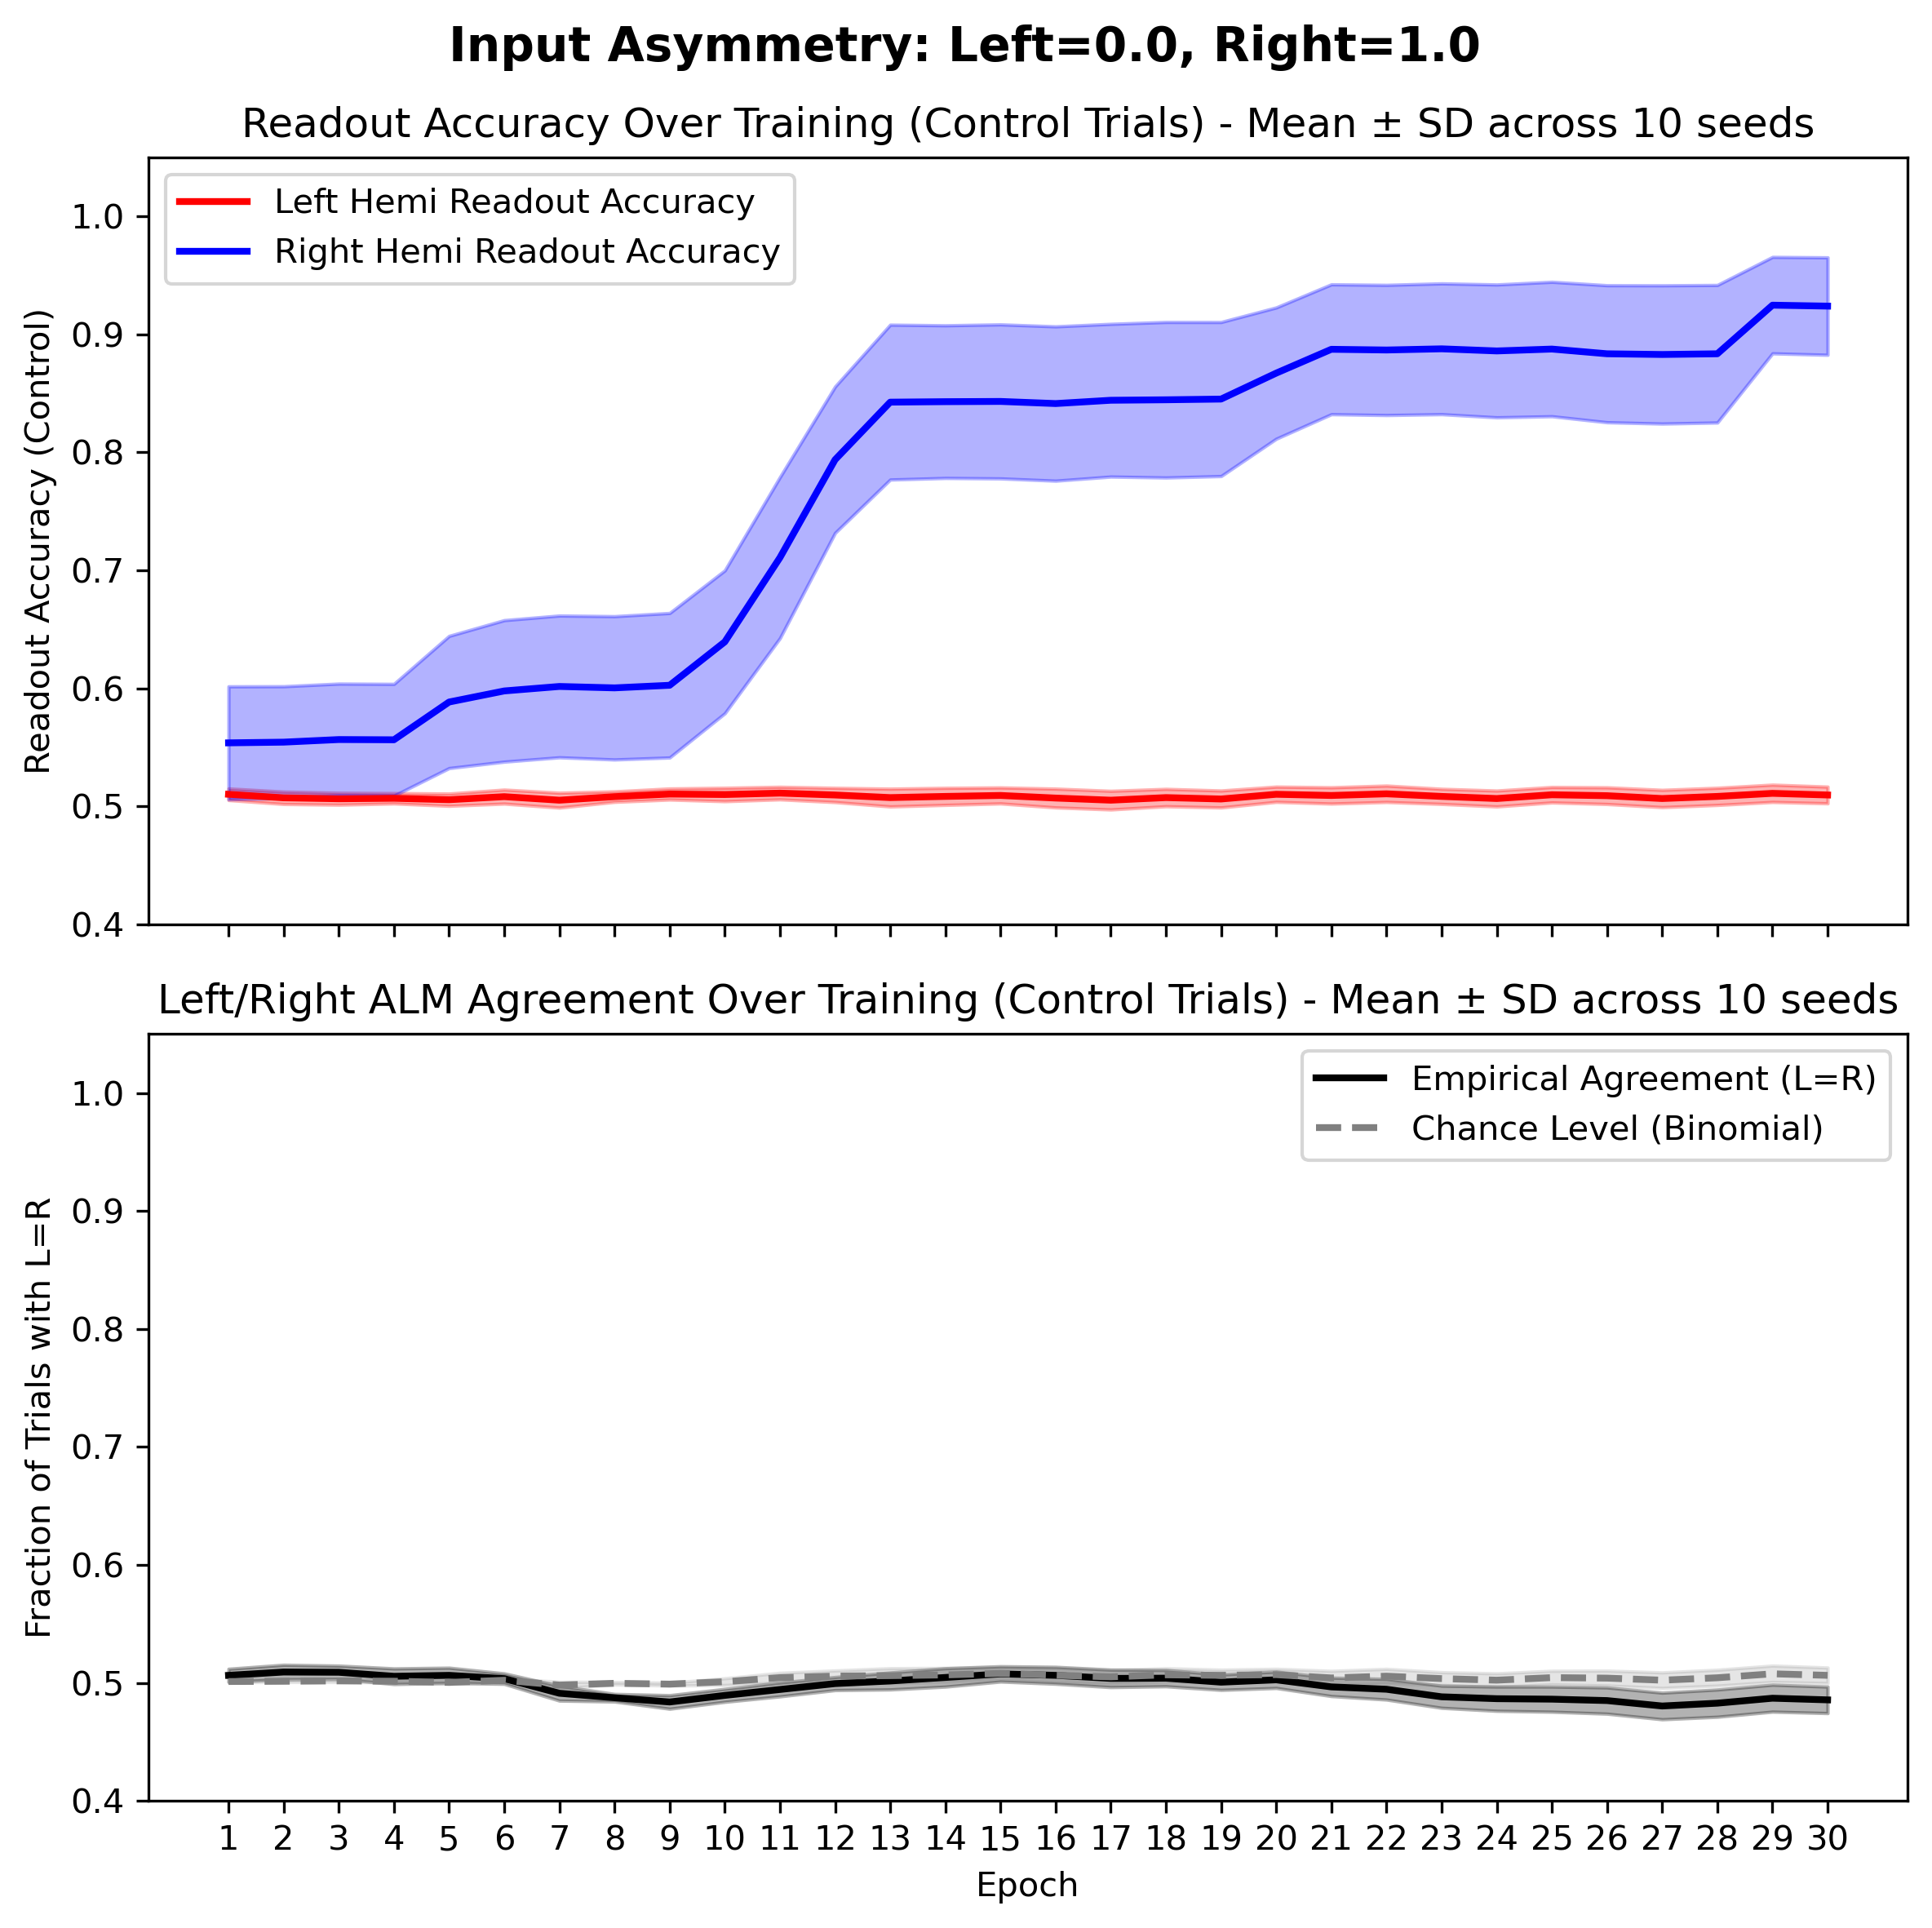 Input Asymmetry: Left=0.0, Right=1.0
Readout Accuracy Over Training (Control Trials) - Mean ± SD across 10 seeds
Left Hemi Readout Accuracy
Right Hemi Readout Accuracy
Readout Accuracy (Control)
1.0
0.9
0.8
0.7
0.6
0.5
0.4
Left/Right ALM Agreement Over Training (Control Trials) - Mean ± SD across 10 seeds
Empirical Agreement (L=R)
Chance Level (Binomial)
Fraction of Trials with L=R
1.0
0.9
0.8
0.7
0.6
0.5
0.4
1 2 3 4 5 6 7 8 9 10 11 12 13 14 15 16 17 18 19 20 21 22 23 24 25 26 27 28 29 30
Epoch